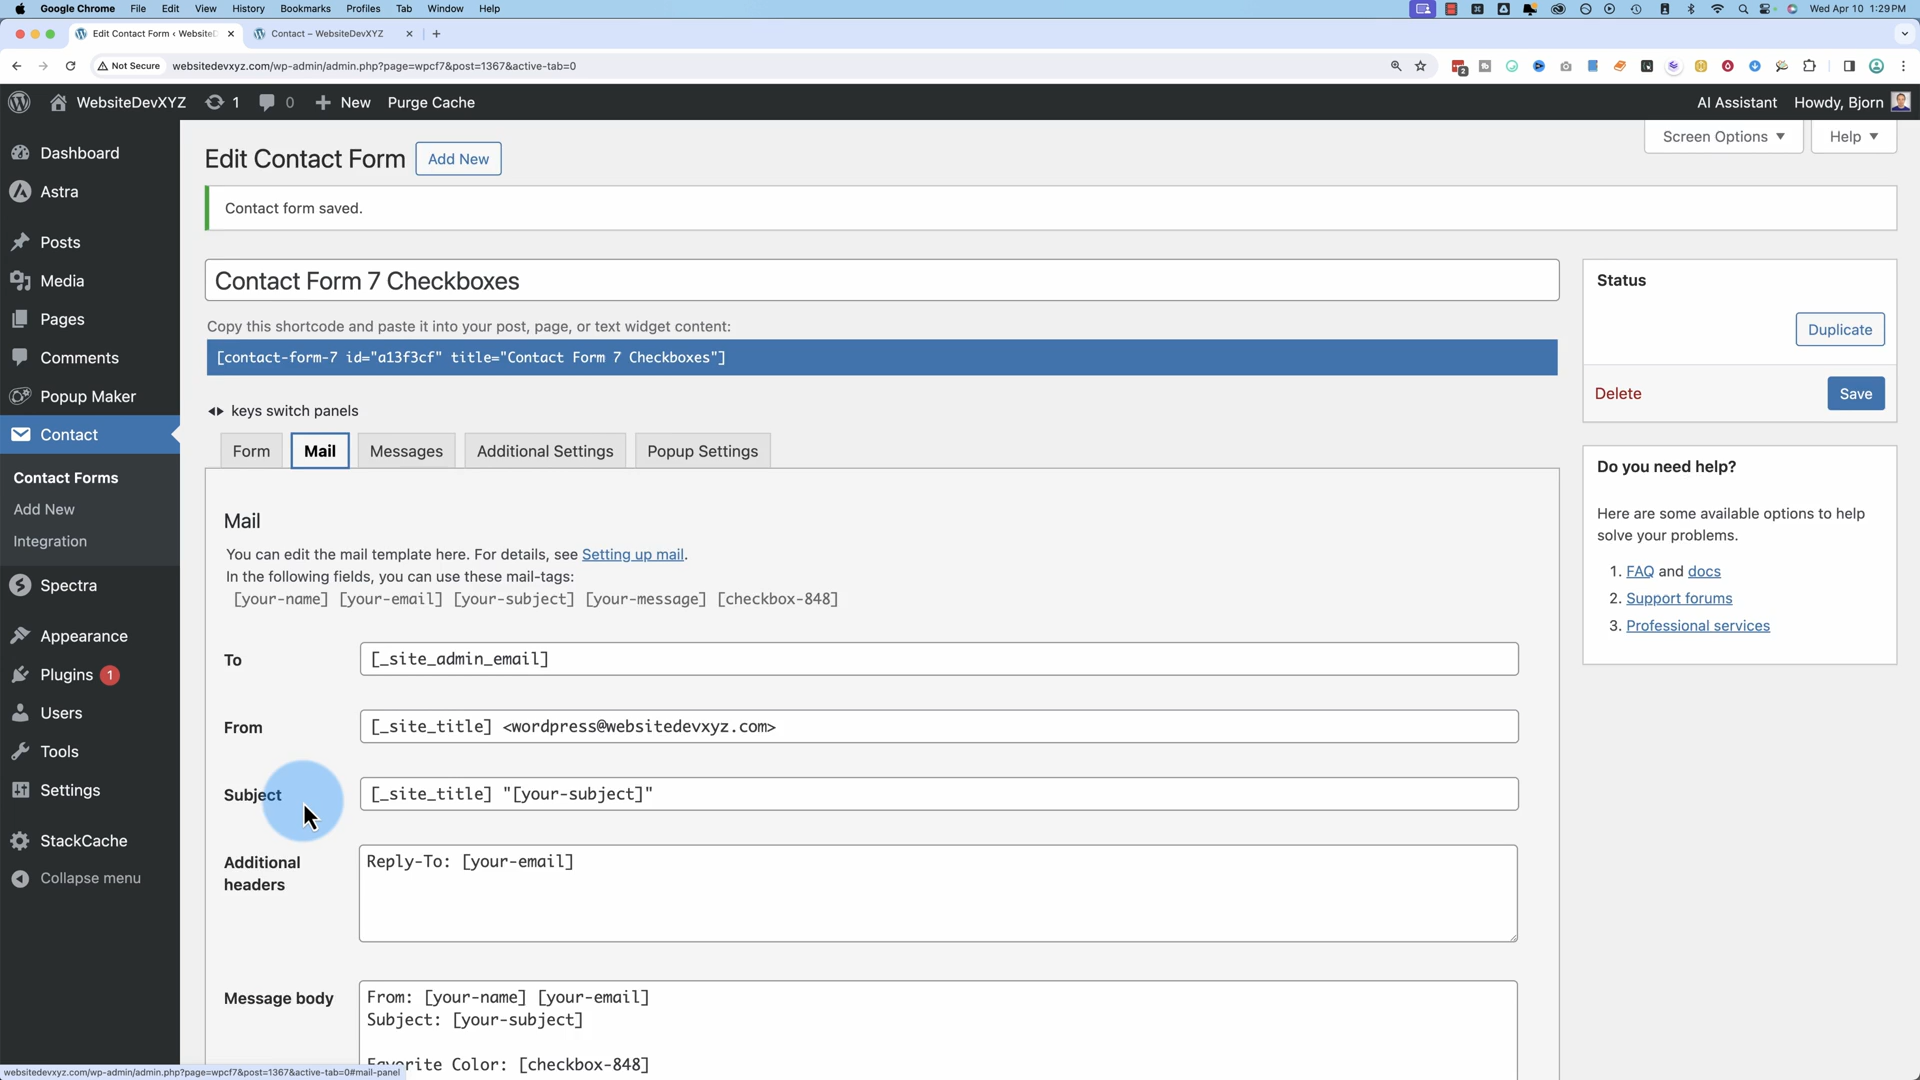 Google Chrome File Edit View History Bookmarks Profiles Tab Window Help Wed Apr 10 1:29 PM
Edit Contact Form ‹ WebsiteD Contact – WebsiteDevXYZ
Not Secure websitedevxyz.com/wp-admin/admin.php?page=wpcf7&post=1367&active-tab=0 2
WebsiteDevXYZ 1 0 New Purge Cache AI Assistant Howdy, Bjorn
Screen Options Help
Dashboard
Astra
Posts
Media
Pages
Comments
Popup Maker
Contact
Contact Forms
Add New
Integration
Spectra
Appearance
Plugins 1
Users
Tools
Settings
StackCache
Collapse menu
Edit Contact Form Add New
Contact form saved.
Contact Form 7 Checkboxes
Copy this shortcode and paste it into your post, page, or text widget content:
[contact-form-7 id="a13f3cf" title="Contact Form 7 Checkboxes"]
keys switch panels
Form Mail Messages Additional Settings Popup Settings
Mail
You can edit the mail template here. For details, see Setting up mail.
In the following fields, you can use these mail-tags:
[your-name] [your-email] [your-subject] [your-message] [checkbox-848]
To [_site_admin_email]
From [_site_title] <wordpress@websitedevxyz.com>
Subject [_site_title] "[your-subject]"
Additional headers
Reply-To: [your-email]
Message body
From: [your-name] [your-email]
Subject: [your-subject]
Favorite Color: [checkbox-848]
Status
Duplicate
Delete Save
Do you need help?
Here are some available options to help
solve your problems.
1. FAQ and docs
2. Support forums
3. Professional services
websitedevxyz.com/wp-admin/admin.php?page=wpcf7&post=1367&active-tab=0#mail-panel